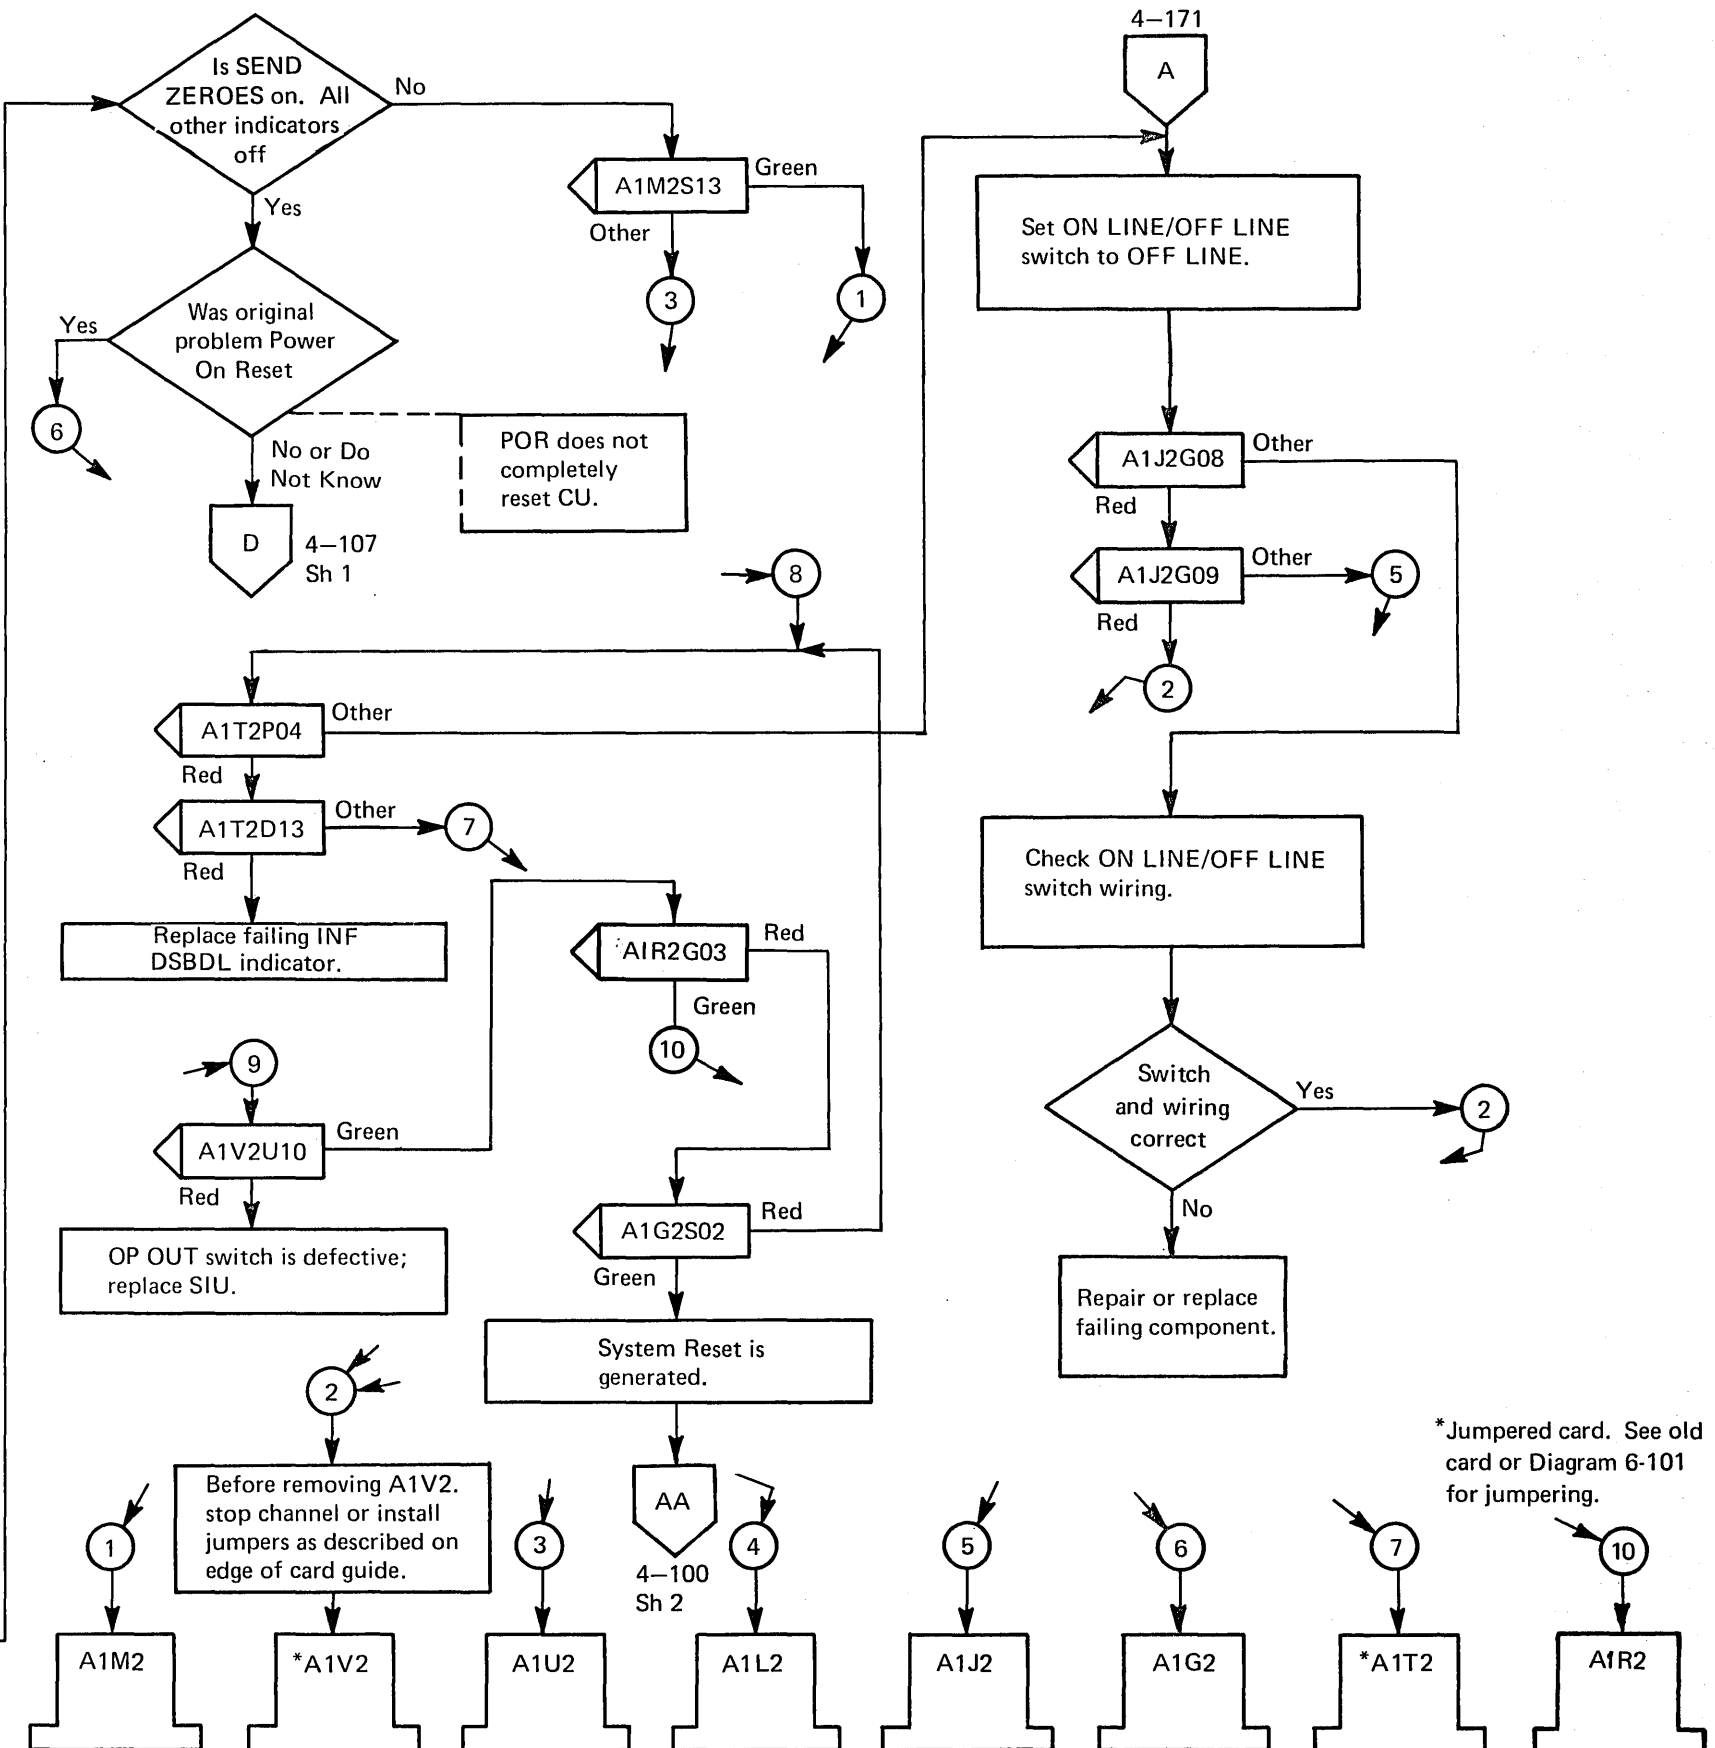 Is SEND
ZEROES on. All
other indicators
off
No
Yes
A1M2S13
Green
Other
3
1
Was original
problem Power
On Reset
Yes
6
No or Do
Not Know
POR does not
completely
reset CU.
D
4–107
Sh 1
8
A1T2P04
Other
Red
A1T2D13
Other
7
Red
Replace failing INF
DSBDL indicator.
AIR2G03
Red
Green
10
9
A1V2U10
Green
Red
OP OUT switch is defective;
replace SIU.
A1G2S02
Red
Green
System Reset is
generated.
AA
4–100
Sh 2
4–171
A
Set ON LINE/OFF LINE
switch to OFF LINE.
A1J2G08
Other
Red
A1J2G09
Other
5
Red
2
Check ON LINE/OFF LINE
switch wiring.
Switch
and wiring
correct
Yes
2
No
Repair or replace
failing component.
*Jumpered card. See old
card or Diagram 6-101
for jumpering.
2
Before removing A1V2.
stop channel or install
jumpers as described on
edge of card guide.
1
3
4
5
6
7
10
A1M2
*A1V2
A1U2
A1L2
A1J2
A1G2
*A1T2
A1R2